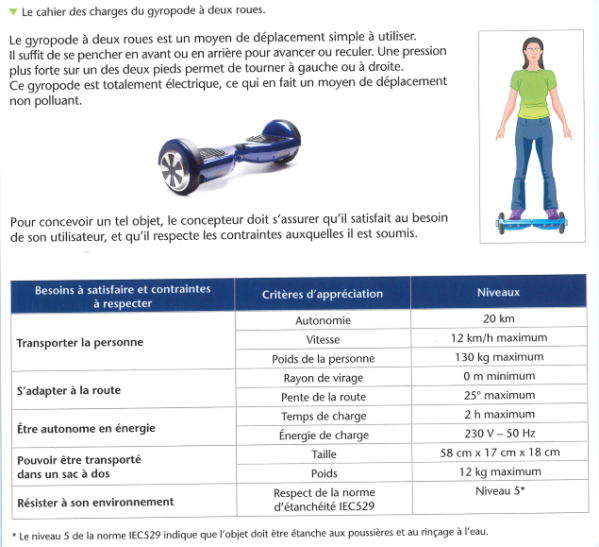 ▼ Le cahier des charges du gyropode à deux roues.
Le gyropode à deux roues est un moyen de déplacement simple à utiliser.
Il suffit de se pencher en avant ou en arrière pour avancer ou reculer. Une pression
plus forte sur un des deux pieds permet de tourner à gauche ou à droite.
Ce gyropode est totalement électrique, ce qui en fait un moyen de déplacement
non polluant.
Pour concevoir un tel objet, le concepteur doit s'assurer qu'il satisfait au besoin
de son utilisateur, et qu'il respecte les contraintes auxquelles il est soumis.
Besoins à satisfaire et contraintes
à respecter
Critères d'appréciation
Niveaux
Transporter la personne
Autonomie
20 km
Vitesse
12 km/h maximum
Poids de la personne
130 kg maximum
S'adapter à la route
Rayon de virage
0 m minimum
Pente de la route
25° maximum
Être autonome en énergie
Temps de charge
2 h maximum
Énergie de charge
230 V – 50 Hz
Pouvoir être transporté
dans un sac à dos
Taille
58 cm x 17 cm x 18 cm
Poids
12 kg maximum
Résister à son environnement
Respect de la norme
d'étanchéité IEC529
Niveau 5*
* Le niveau 5 de la norme IEC529 indique que l'objet doit être étanche aux poussières et au rinçage à l'eau.